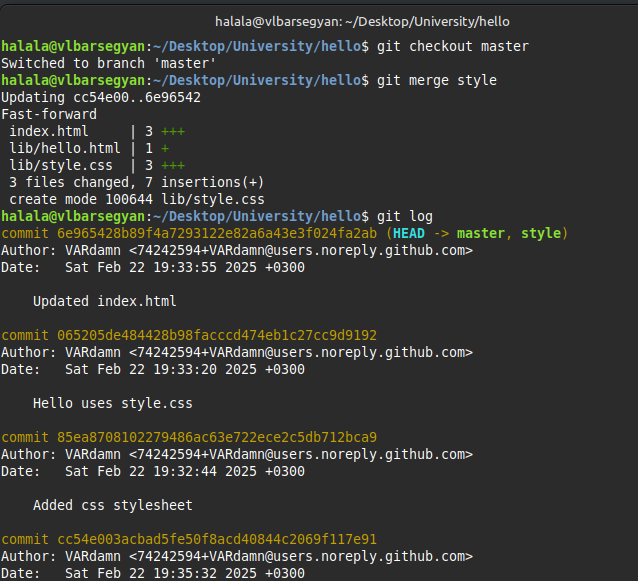 halala@vlbarsegyan: ~/Desktop/University/hello
halala@vlbarsegyan:~/Desktop/University/hello$ git checkout master
Switched to branch 'master'
halala@vlbarsegyan:~/Desktop/University/hello$ git merge style
Updating cc54e00..6e96542
Fast-forward
 index.html     | 3 +++
 lib/hello.html | 1 +
 lib/style.css  | 3 +++
 3 files changed, 7 insertions(+)
 create mode 100644 lib/style.css
halala@vlbarsegyan:~/Desktop/University/hello$ git log
commit 6e965428b89f4a7293122e82a6a43e3f024fa2ab (HEAD -> master, style)
Author: VARdamn <74242594+VARdamn@users.noreply.github.com>
Date:   Sat Feb 22 19:33:55 2025 +0300

    Updated index.html

commit 065205de484428b98facccd474eb1c27cc9d9192
Author: VARdamn <74242594+VARdamn@users.noreply.github.com>
Date:   Sat Feb 22 19:33:20 2025 +0300

    Hello uses style.css

commit 85ea8708102279486ac63e722ece2c5db712bca9
Author: VARdamn <74242594+VARdamn@users.noreply.github.com>
Date:   Sat Feb 22 19:32:44 2025 +0300

    Added css stylesheet

commit cc54e003acbad5fe50f8acd40844c2069f117e91
Author: VARdamn <74242594+VARdamn@users.noreply.github.com>
Date:   Sat Feb 22 19:35:32 2025 +0300